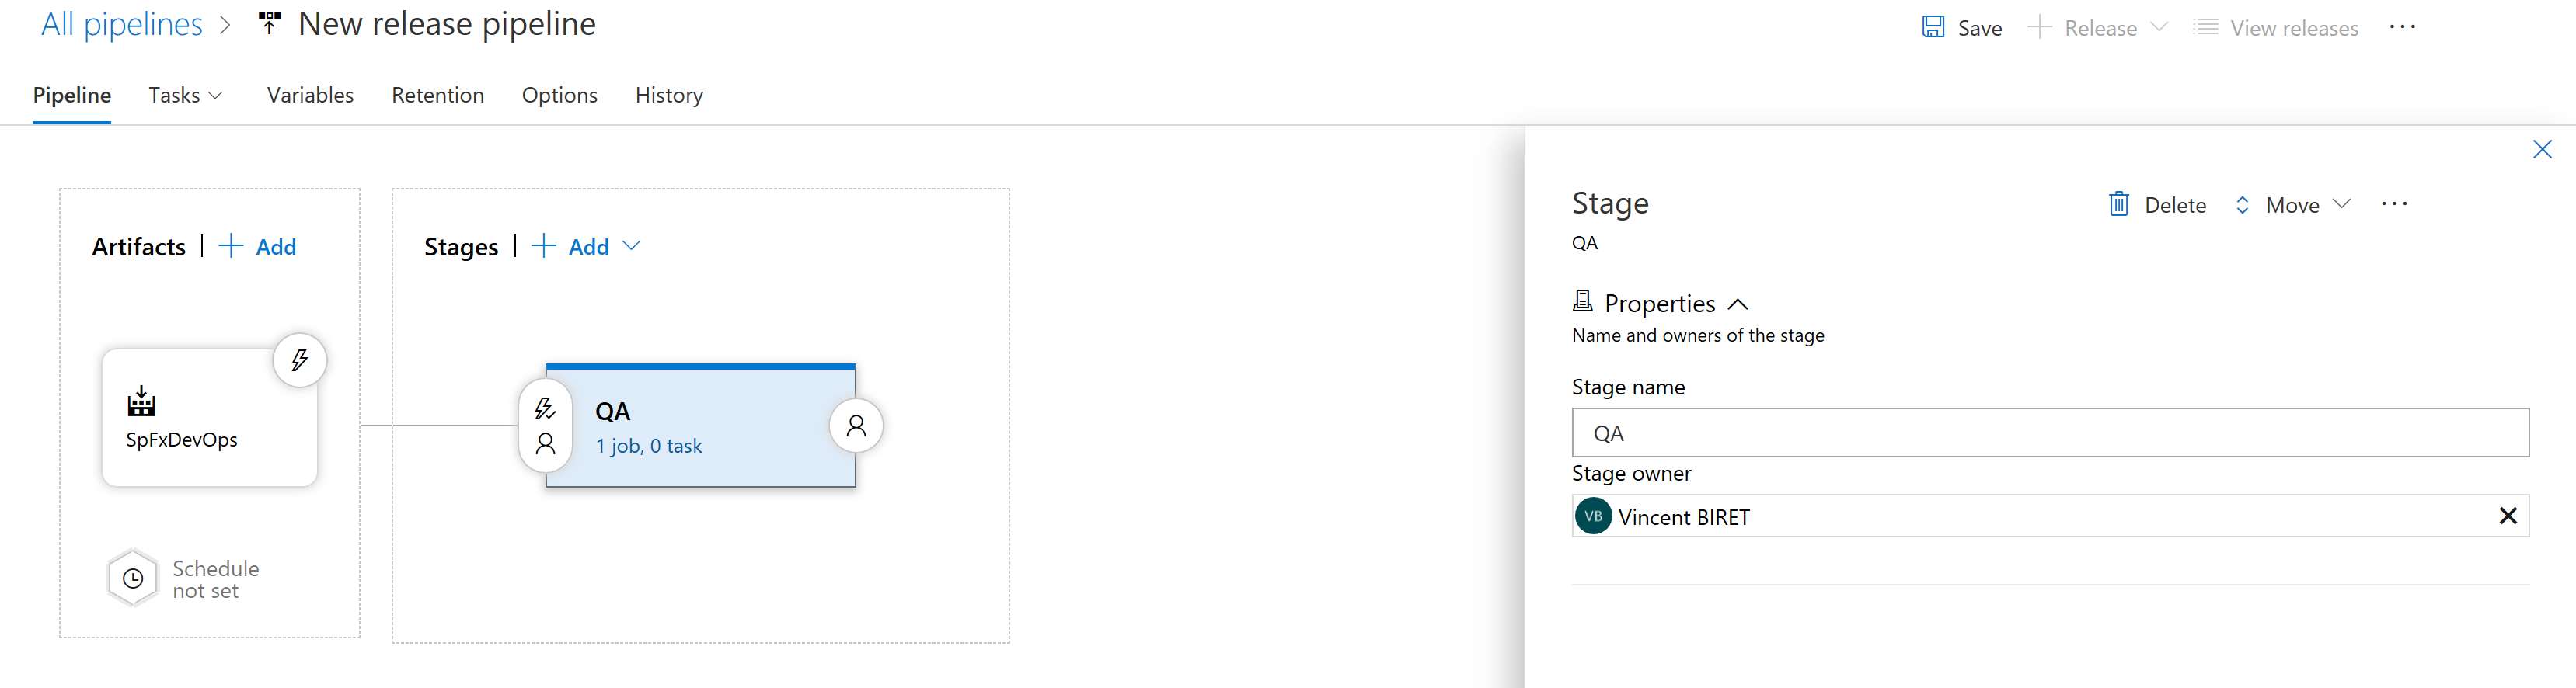 All pipelines > New release pipeline
Save + Release View releases ...
Pipeline Tasks Variables Retention Options History
Artifacts | + Add
Stages | + Add
SpFxDevOps
Schedule
not set
QA
1 job, 0 task
Stage
Delete Move ...
QA
Properties
Name and owners of the stage
Stage name
QA
Stage owner
VB Vincent BIRET